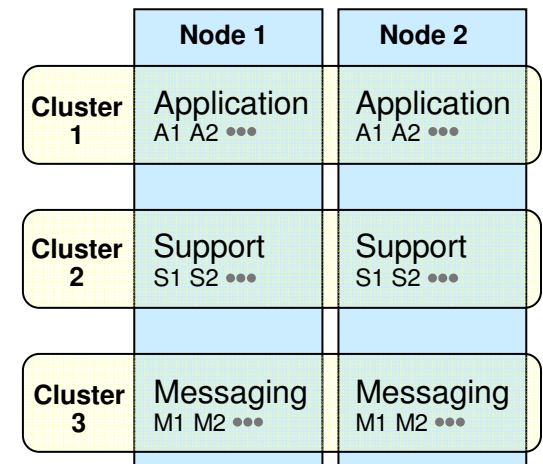 Node 1 Node 2
Cluster 1 Application Application
A1 A2 ••• A1 A2 •••
Cluster 2 Support Support
S1 S2 ••• S1 S2 •••
Cluster 3 Messaging Messaging
M1 M2 ••• M1 M2 •••